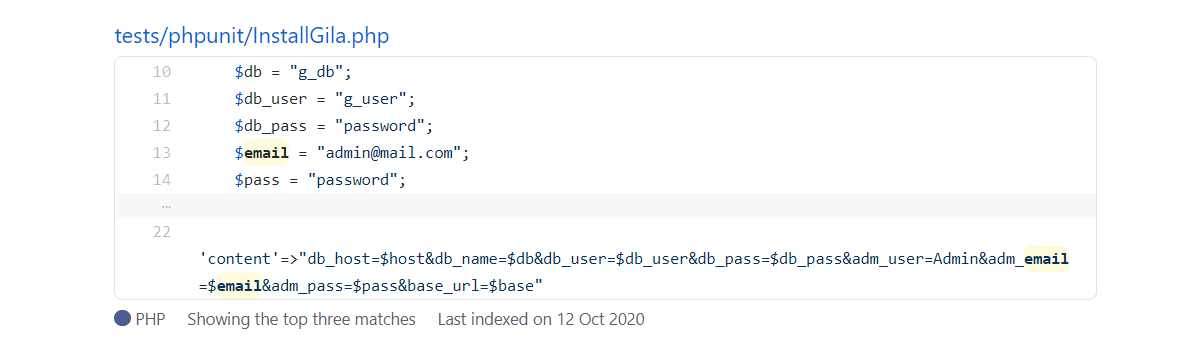 tests/phpunit/InstallGila.php
10 $db = "g_db";
11 $db_user = "g_user";
12 $db_pass = "password";
13 $email = "admin@mail.com";
14 $pass = "password";
…
22
'content'=>"db_host=$host&db_name=$db&db_user=$db_user&db_pass=$db_pass&adm_user=Admin&adm_email
=$email&adm_pass=$pass&base_url=$base"
PHP Showing the top three matches Last indexed on 12 Oct 2020